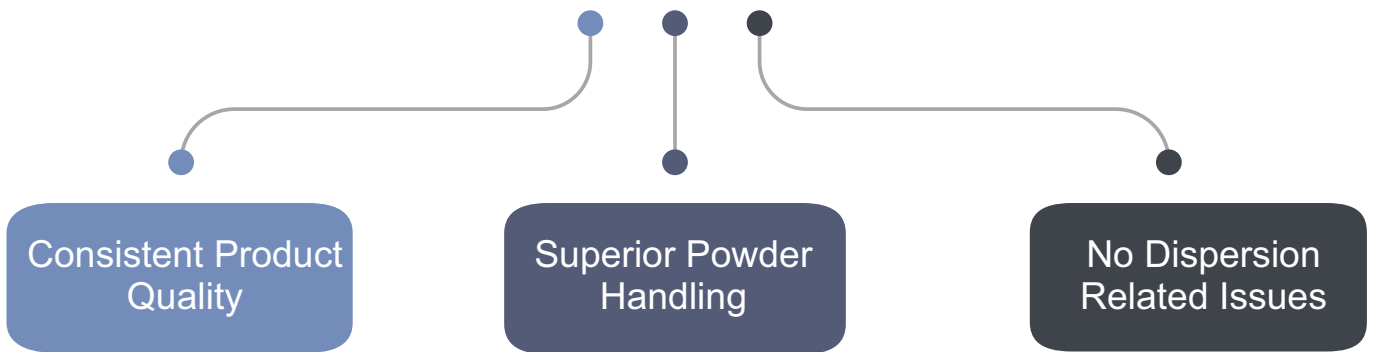 Consistent Product
Quality
Superior Powder
Handling
No Dispersion
Related Issues